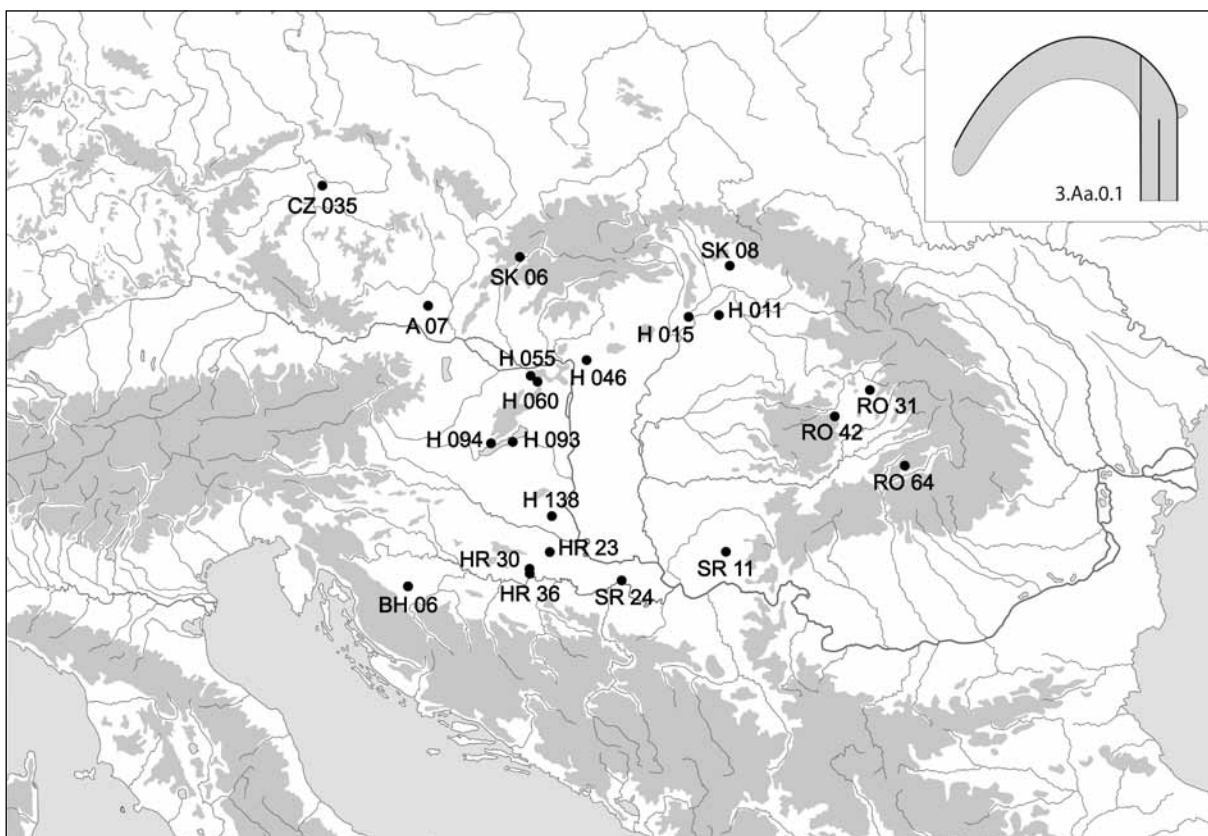 3.Aa.0.1
CZ 035
SK 06
SK 08
A 07
H 015
H 011
H 055
H 046
H 060
RO 31
RO 42
H 094
H 093
RO 64
H 138
HR 23
HR 30
SR 11
HR 36
SR 24
BH 06